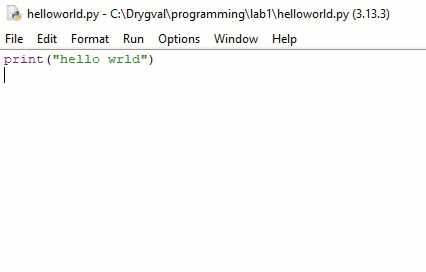 helloworld.py - C:\Drygval\programming\lab1\helloworld.py (3.13.3)
File Edit Format Run Options Window Help
print("hello wrld")